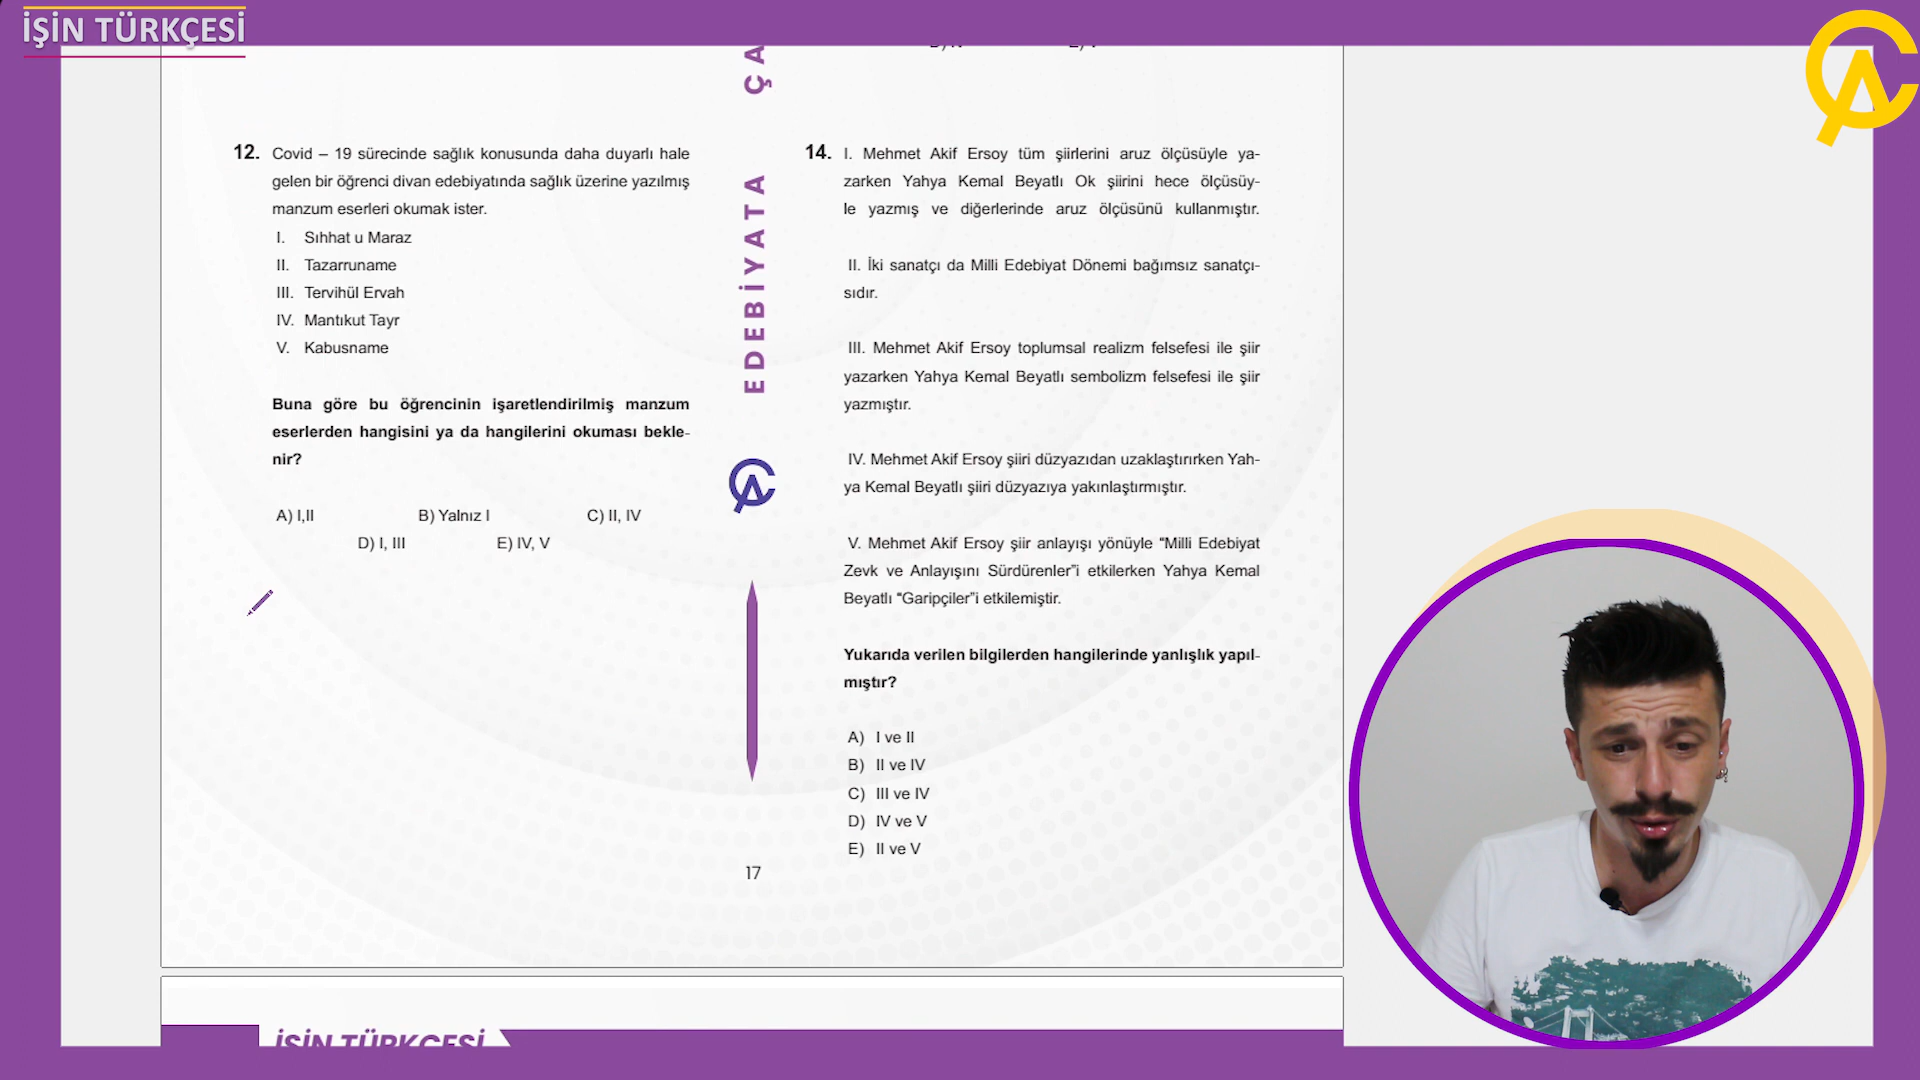 İŞİN TÜRKÇESİ
EDEBİYATA ÇA
12. Covid – 19 sürecinde sağlık konusunda daha duyarlı hale
gelen bir öğrenci divan edebiyatında sağlık üzerine yazılmış
manzum eserleri okumak ister.
I. Sıhhat u Maraz
II. Tazarruname
III. Tervihül Ervah
IV. Mantıkut Tayr
V. Kabusname
Buna göre bu öğrencinin işaretlendirilmiş manzum
eserlerden hangisini ya da hangilerini okuması bekle-
nir?
A) I,II B) Yalnız I C) II, IV
D) I, III E) IV, V
14. I. Mehmet Akif Ersoy tüm şiirlerini aruz ölçüsüyle ya-
zarken Yahya Kemal Beyatlı Ok şiirini hece ölçüsüy-
le yazmış ve diğerlerinde aruz ölçüsünü kullanmıştır.
II. İki sanatçı da Milli Edebiyat Dönemi bağımsız sanatçı-
sıdır.
III. Mehmet Akif Ersoy toplumsal realizm felsefesi ile şiir
yazarken Yahya Kemal Beyatlı sembolizm felsefesi ile şiir
yazmıştır.
IV. Mehmet Akif Ersoy şiiri düzyazıdan uzaklaştırırken Yah-
ya Kemal Beyatlı şiiri düzyazıya yakınlaştırmıştır.
V. Mehmet Akif Ersoy şiir anlayışı yönüyle “Milli Edebiyat
Zevk ve Anlayışını Sürdürenler”i etkilerken Yahya Kemal
Beyatlı “Garipçiler”i etkilemiştir.
Yukarıda verilen bilgilerden hangilerinde yanlışlık yapıl-
mıştır?
A) I ve II
B) II ve IV
C) III ve IV
D) IV ve V
E) II ve V
17
İŞİN TÜRKÇESİ